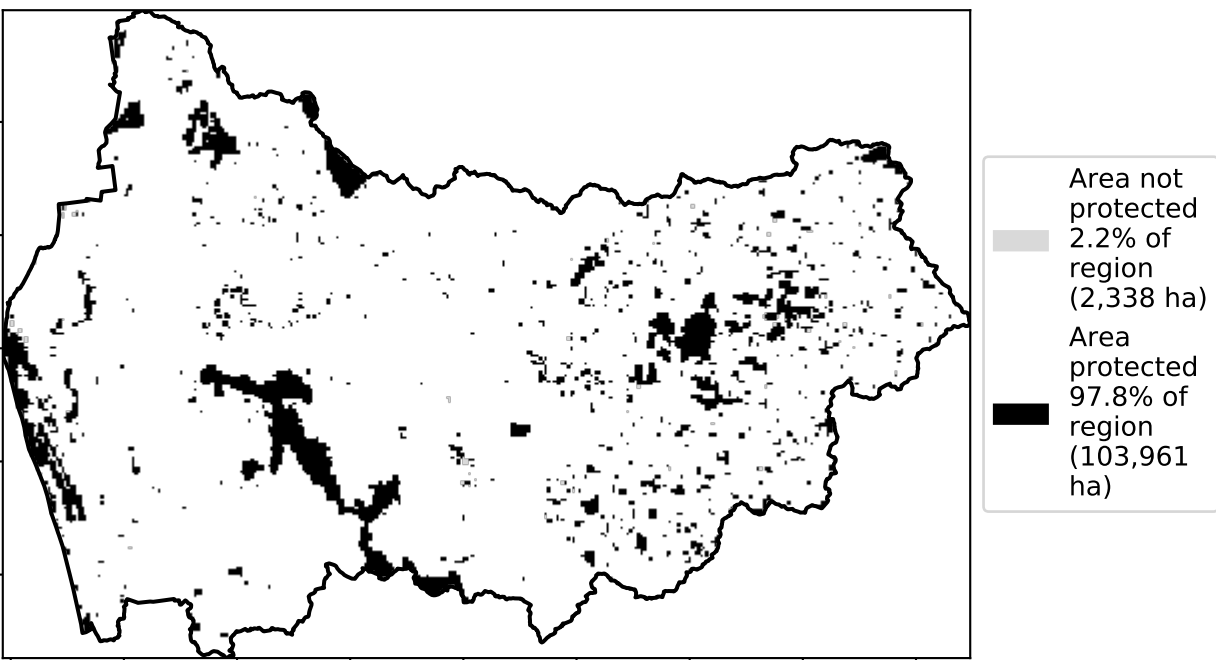 Area not
protected
2.2% of
region
(2,338 ha)
Area
protected
97.8% of
region
(103,961
ha)